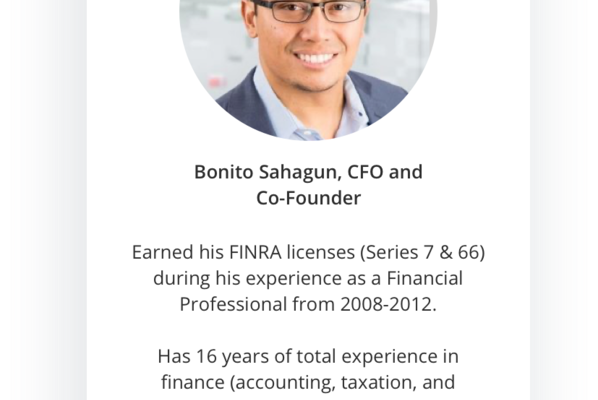 Bonito Sahagun, CFO and
Co-Founder
Earned his FINRA licenses (Series 7 & 66)
during his experience as a Financial
Professional from 2008-2012.
Has 16 years of total experience in
finance (accounting, taxation, and